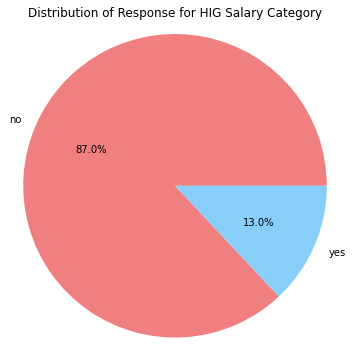 Distribution of Response for HIG Salary Category
no
87.0%
13.0%
yes